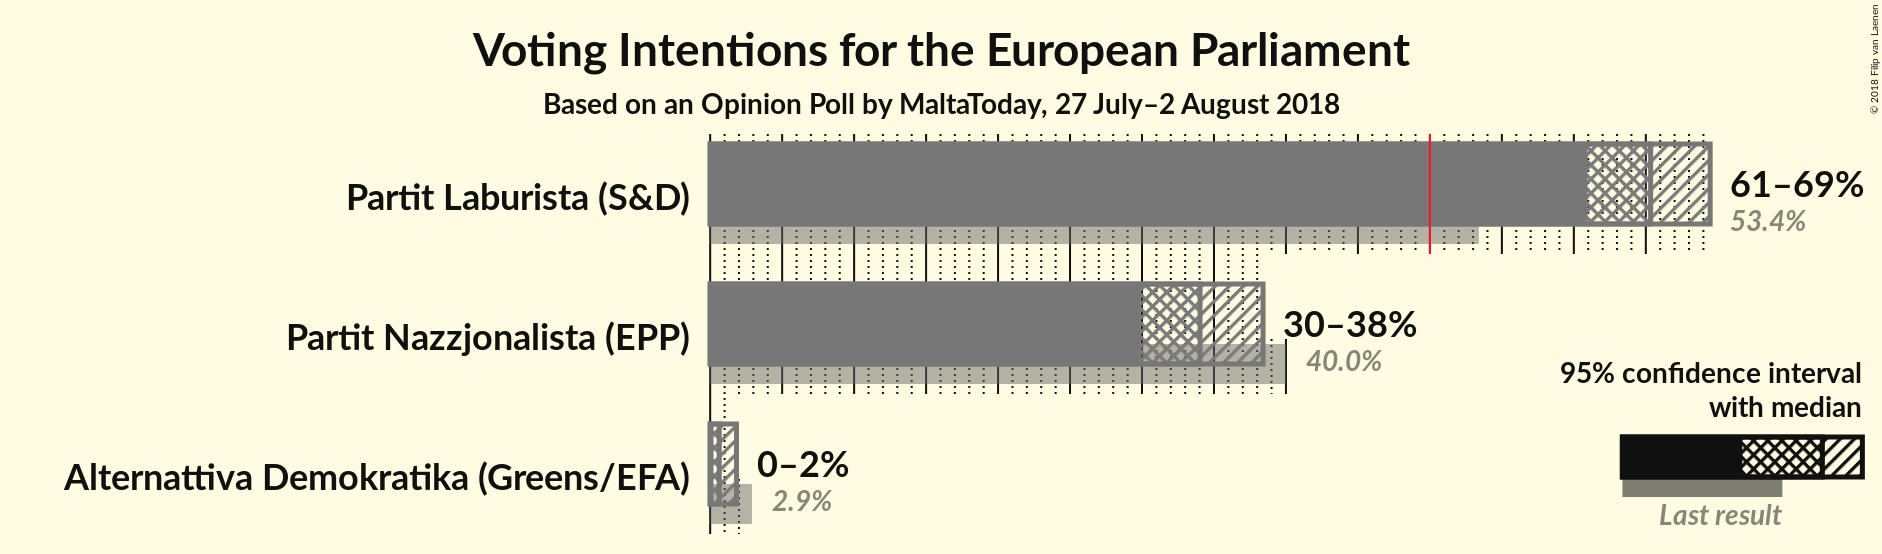 Voting Intentions for the European Parliament
Based on an Opinion Poll by MaltaToday, 27 July–2 August 2018
© 2018 Filip van Laenen
Partit Laburista (S&D)
61–69%
53.4%
Partit Nazzjonalista (EPP)
30–38%
40.0%
Alternattiva Demokratika (Greens/EFA)
0–2%
2.9%
95% confidence interval
with median
Last result